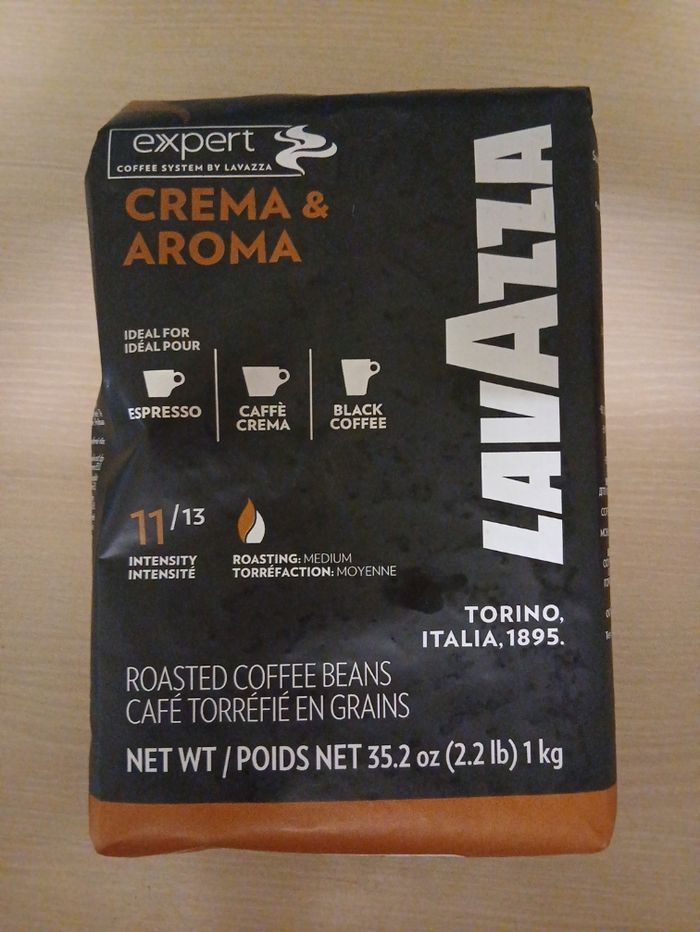 expert
COFFEE SYSTEM BY LAVAZZA
CREMA &
AROMA
LAVAZZA
IDEAL FOR
IDÉAL POUR
ESPRESSO
CAFFÈ
CREMA
BLACK
COFFEE
11/13
INTENSITY
INTENSITÉ
ROASTING: MEDIUM
TORRÉFACTION: MOYENNE
TORINO,
ITALIA, 1895.
ROASTED COFFEE BEANS
CAFÉ TORRÉFIÉ EN GRAINS
NET WT / POIDS NET 35.2 oz (2.2 lb) 1 kg